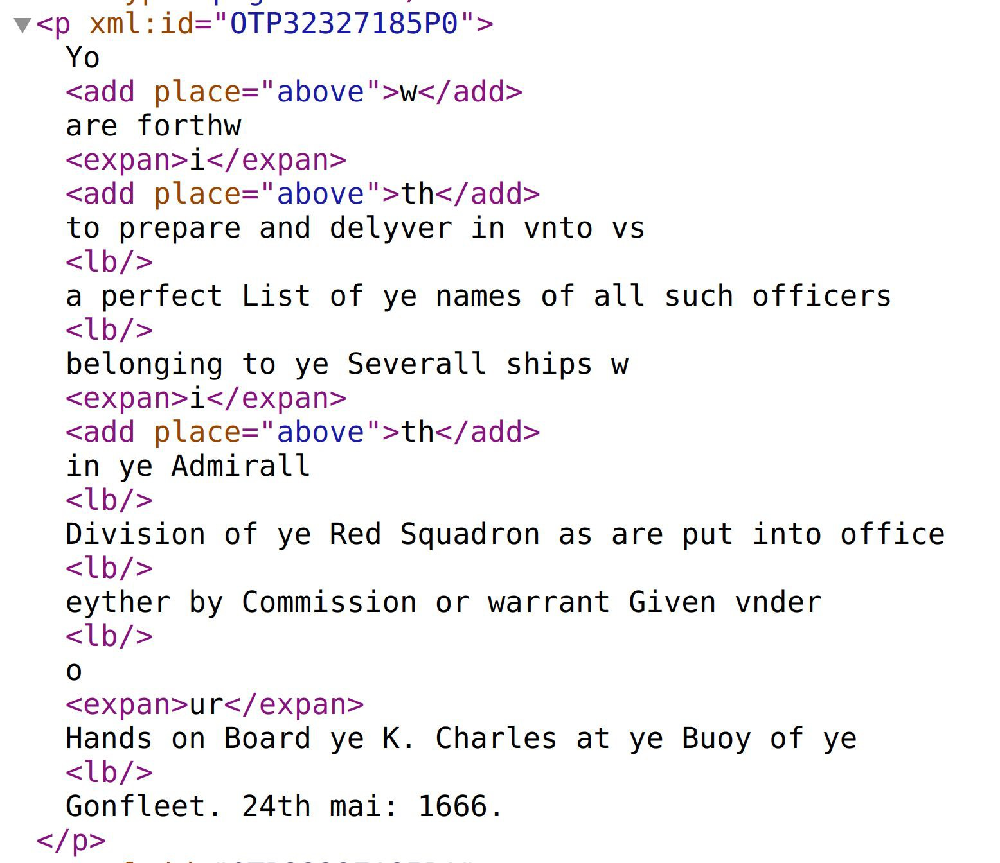 ▼<p xml:id="OTP32327185P0">
Yo
<add place="above">w</add>
are forthw
<expan>i</expan>
<add place="above">th</add>
to prepare and delyver in vnto vs
<lb/>
a perfect List of ye names of all such officers
<lb/>
belonging to ye Severall ships w
<expan>i</expan>
<add place="above">th</add>
in ye Admirall
<lb/>
Division of ye Red Squadron as are put into office
<lb/>
eyther by Commission or warrant Given vnder
<lb/>
o
<expan>ur</expan>
Hands on Board ye K. Charles at ye Buoy of ye
<lb/>
Gonfleet. 24th mai: 1666.
</p>